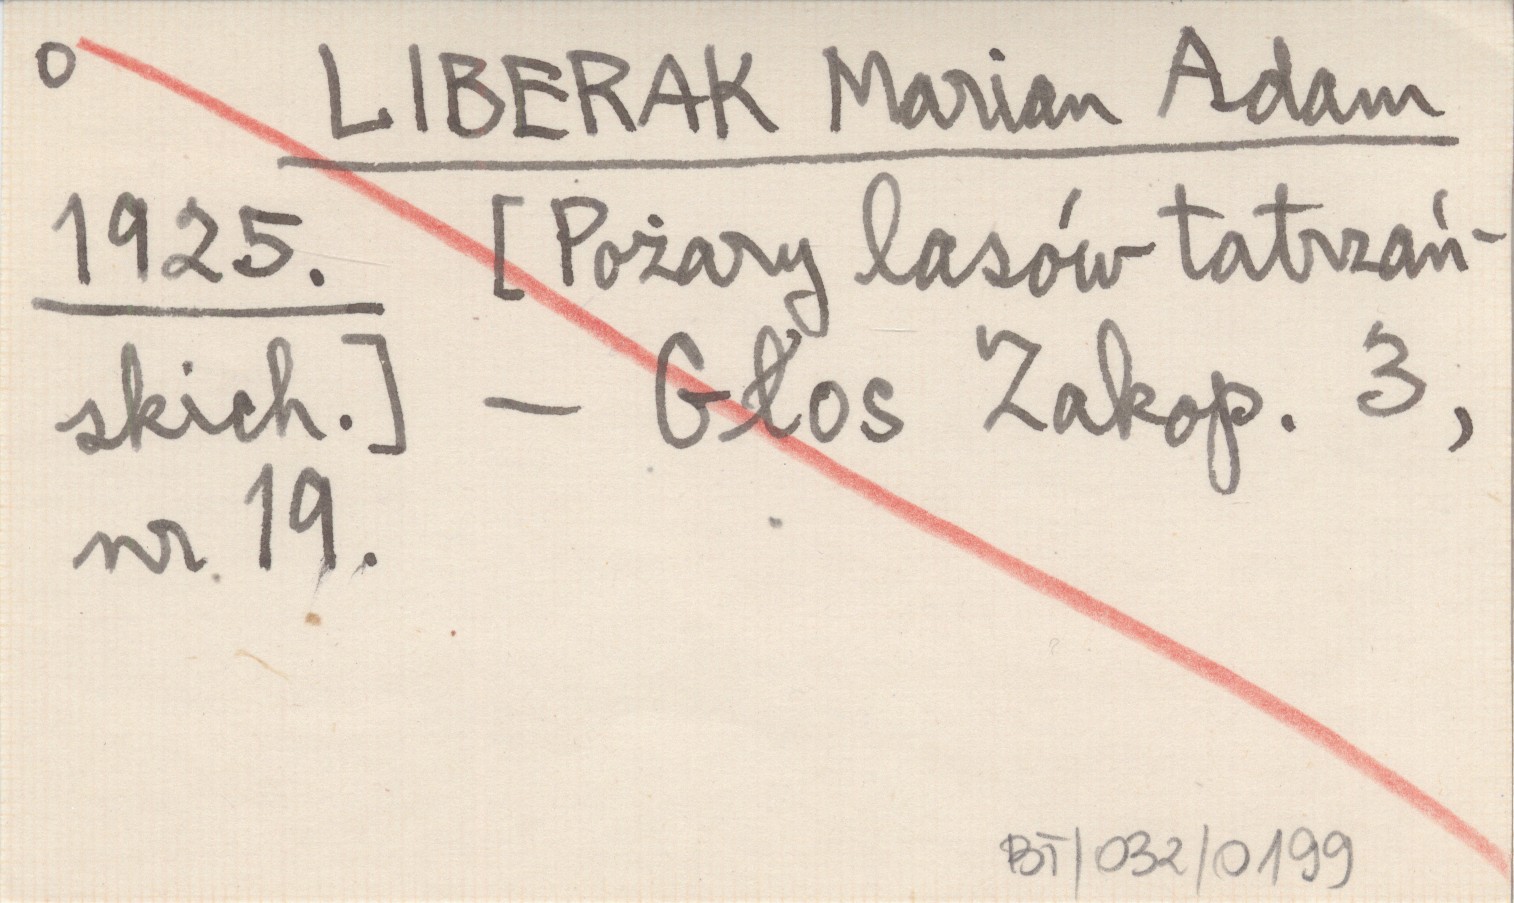 o LIBERAK Marian Adam
1925. [Pożary lasów tatrzań-
skich.] — Głos Zakop. 3,
nr 19.
BT/032/0199